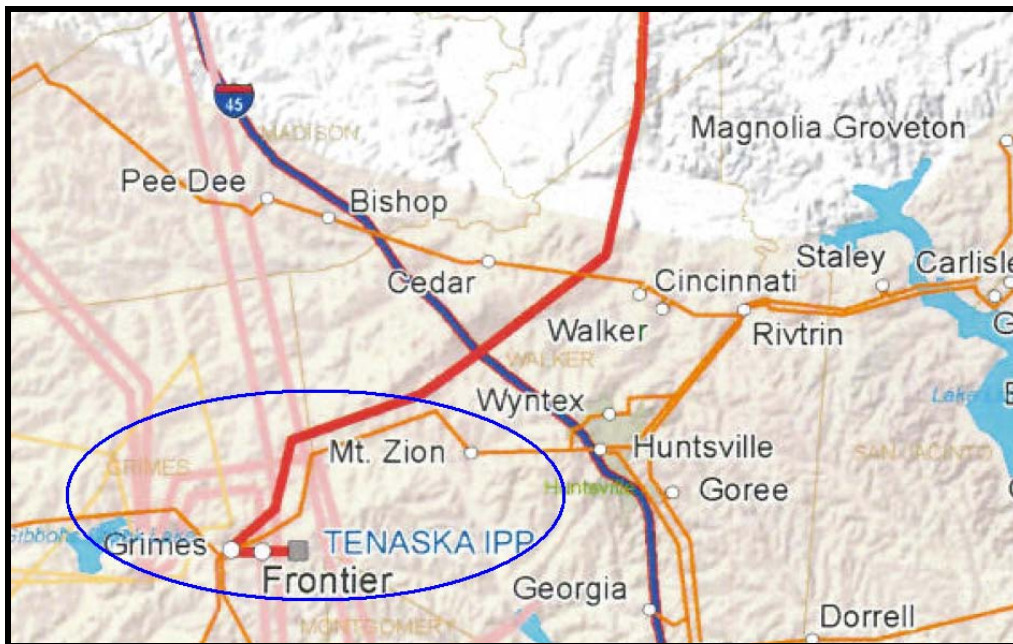 45
MADISON
Magnolia Groveton
Pee Dee
Bishop
Staley
Carlisle
Cedar
Cincinnati
Walker
Rivtrin
G
WALKER
Wyntex
Lake
Mt. Zion
Huntsville
GRIMES
SAN JACINTO
Huntsville
Goree
Grimes
TENASKA IPP
Frontier
Georgia
Dorrell
MONTGOMERY